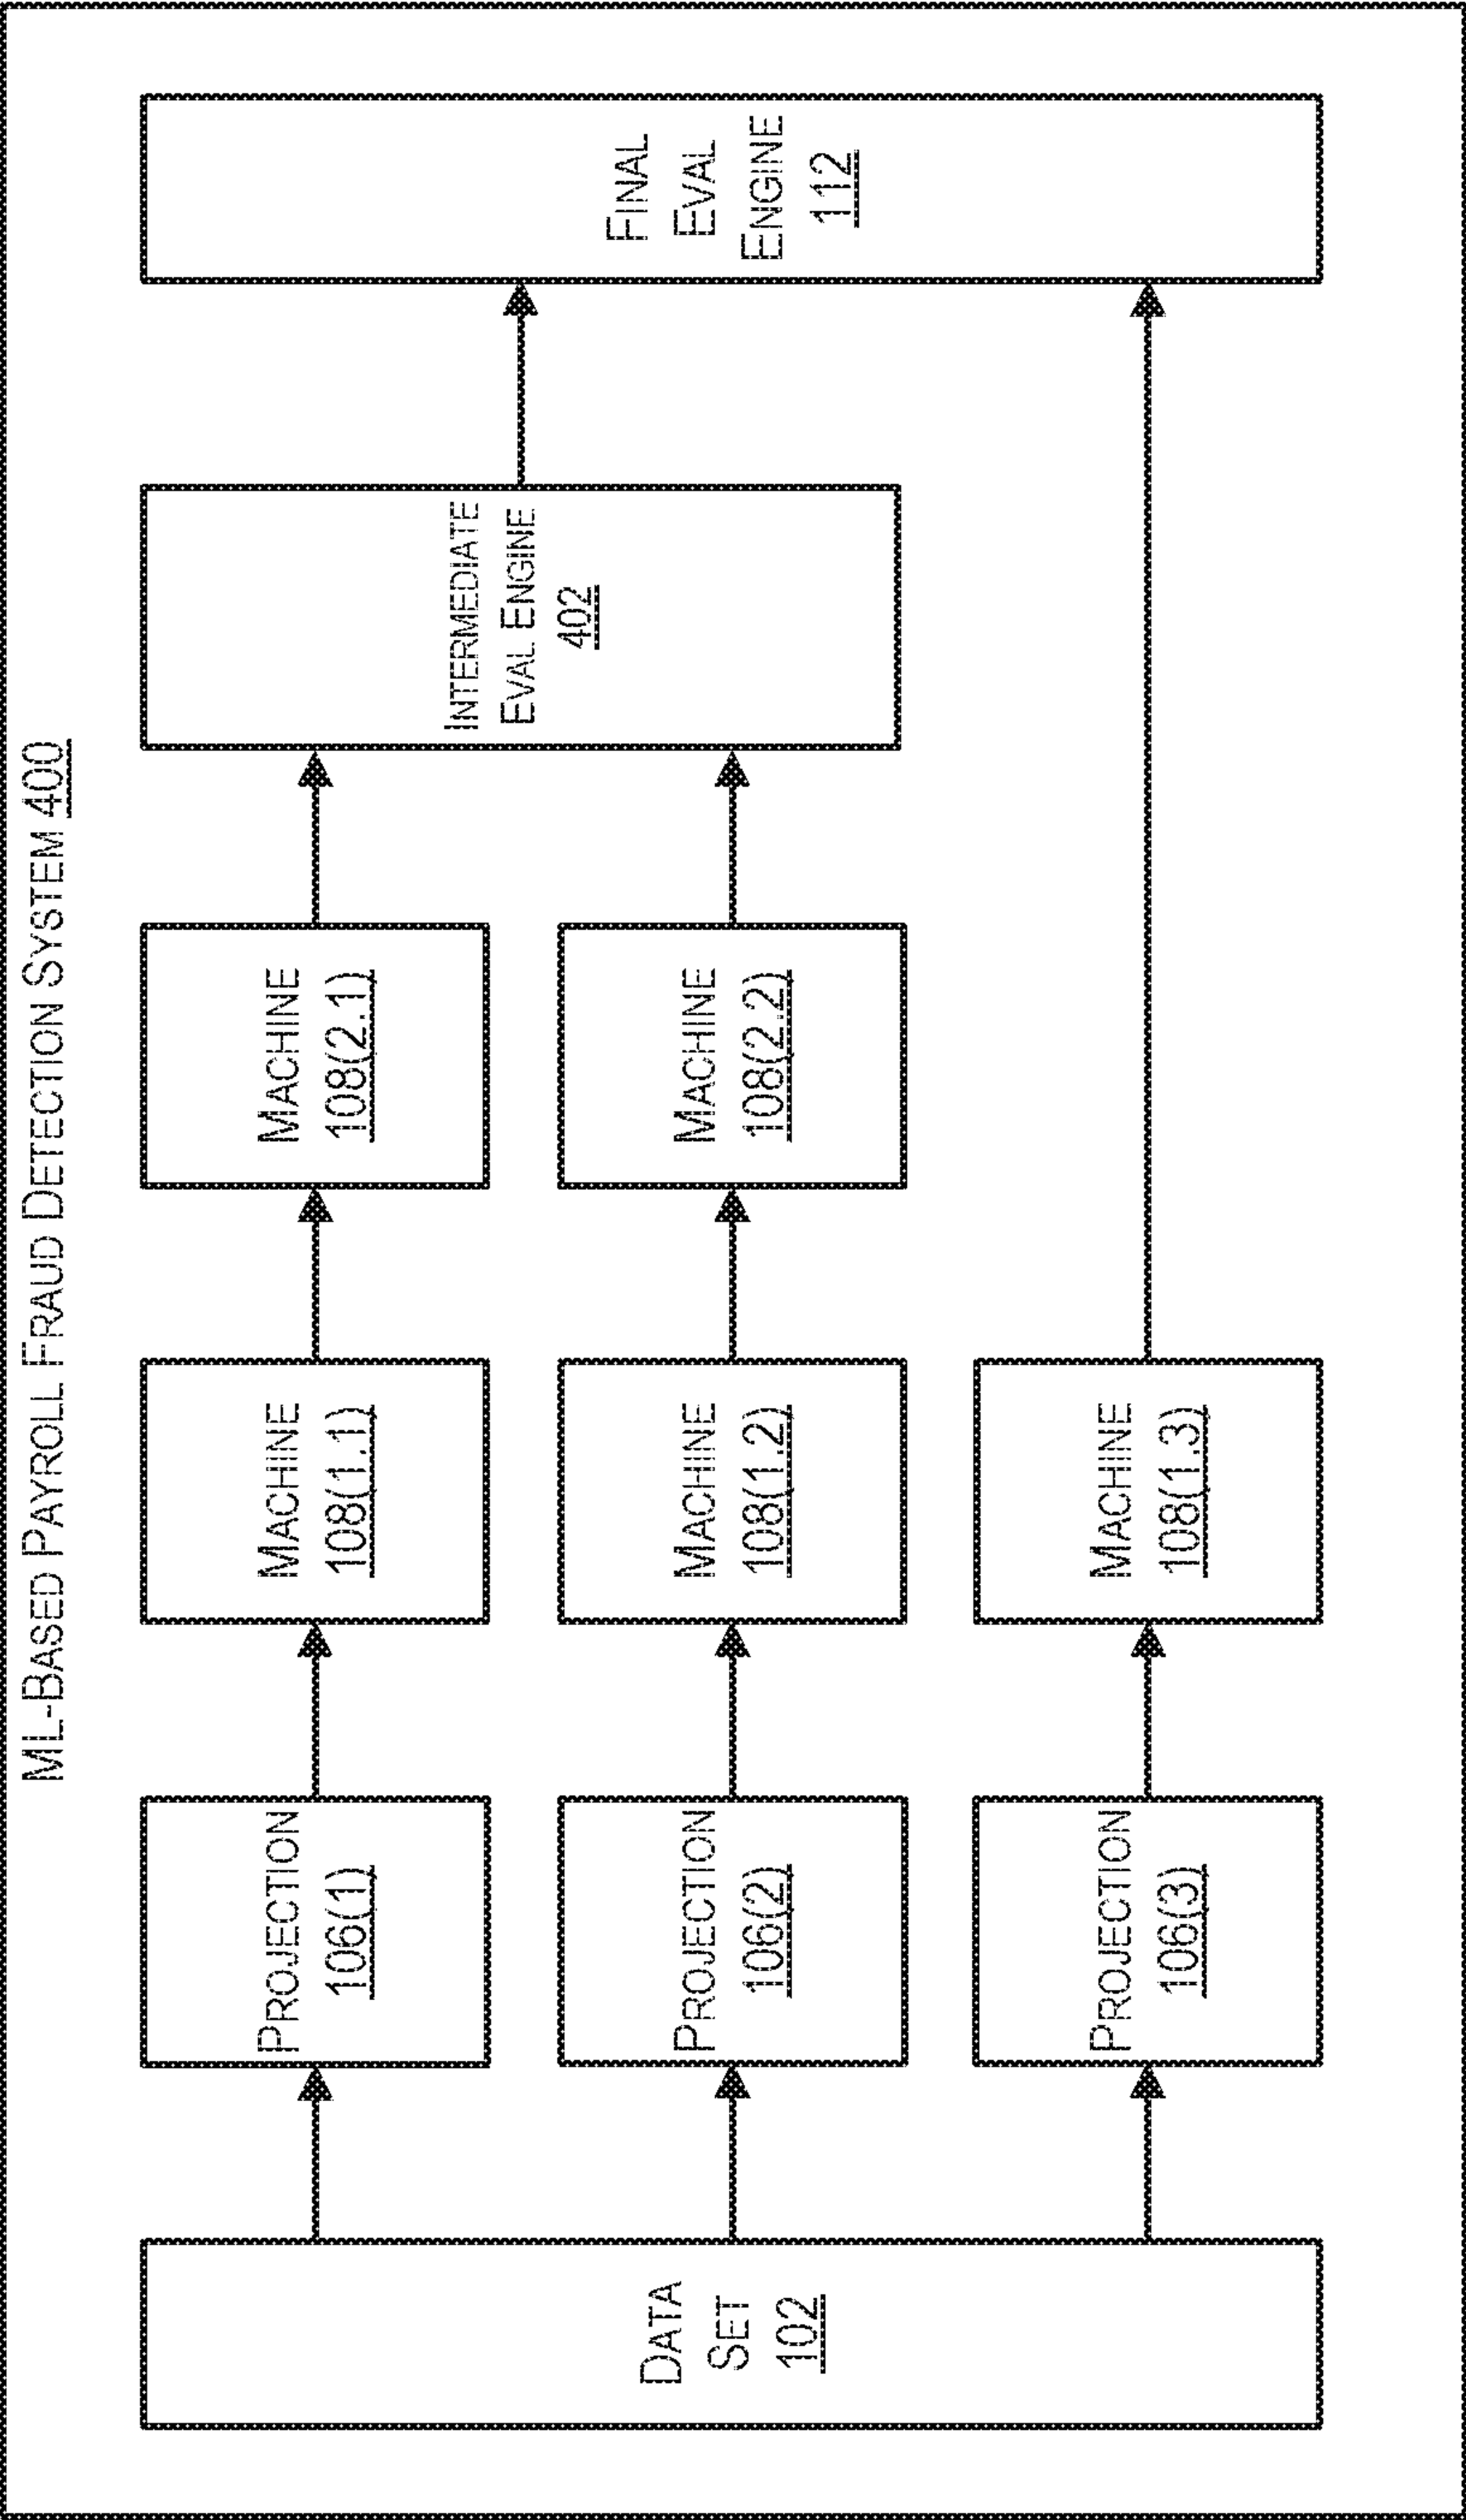 ML-BASED PAYROLL FRAUD DETECTION SYSTEM 400
DATA
SET
102
PROJECTION
106(1)
MACHINE
108(1.1)
MACHINE
108(2.1)
PROJECTION
106(2)
MACHINE
108(1.2)
MACHINE
108(2.2)
PROJECTION
106(3)
MACHINE
108(1.3)
INTERMEDIATE
EVAL ENGINE
402
FINAL
EVAL
ENGINE
112